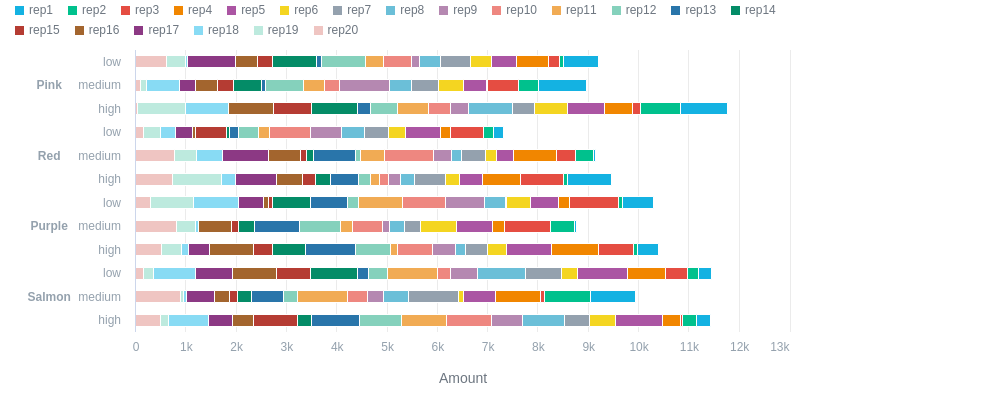 rep1 rep2 rep3 rep4 rep5 rep6 rep7 rep8 rep9 rep10 rep11 rep12 rep13 rep14
rep15 rep16 rep17 rep18 rep19 rep20
low
Pink medium
high
low
Red medium
high
low
Purple medium
high
low
Salmon medium
high
0 1k 2k 3k 4k 5k 6k 7k 8k 9k 10k 11k 12k 13k
Amount